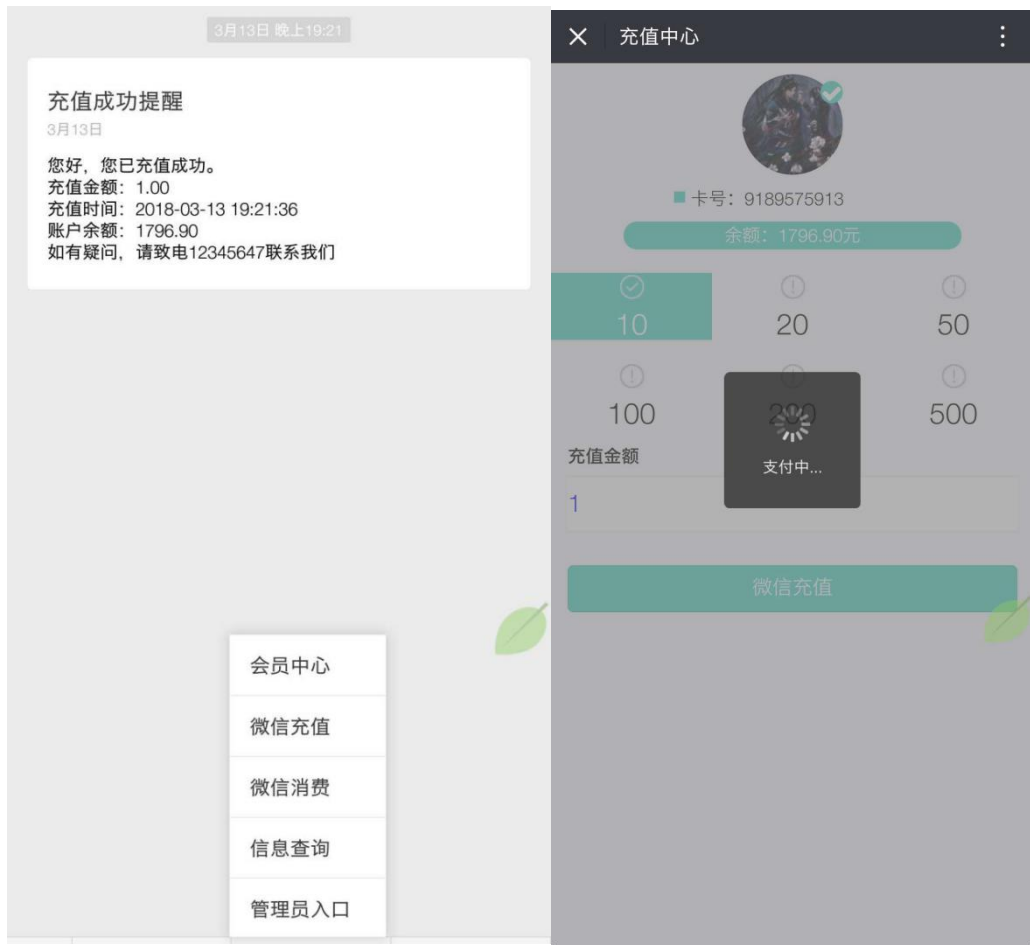 3月13日 晚上19:21
充值成功提醒
3月13日
您好，您已充值成功。
充值金额：1.00
充值时间：2018-03-13 19:21:36
账户余额：1796.90
如有疑问，请致电12345647联系我们
会员中心
微信充值
微信消费
信息查询
管理员入口
充值中心
卡号：9189575913
余额：1796.90元
10
20
50
100
200
500
充值金额
支付中...
1
微信充值